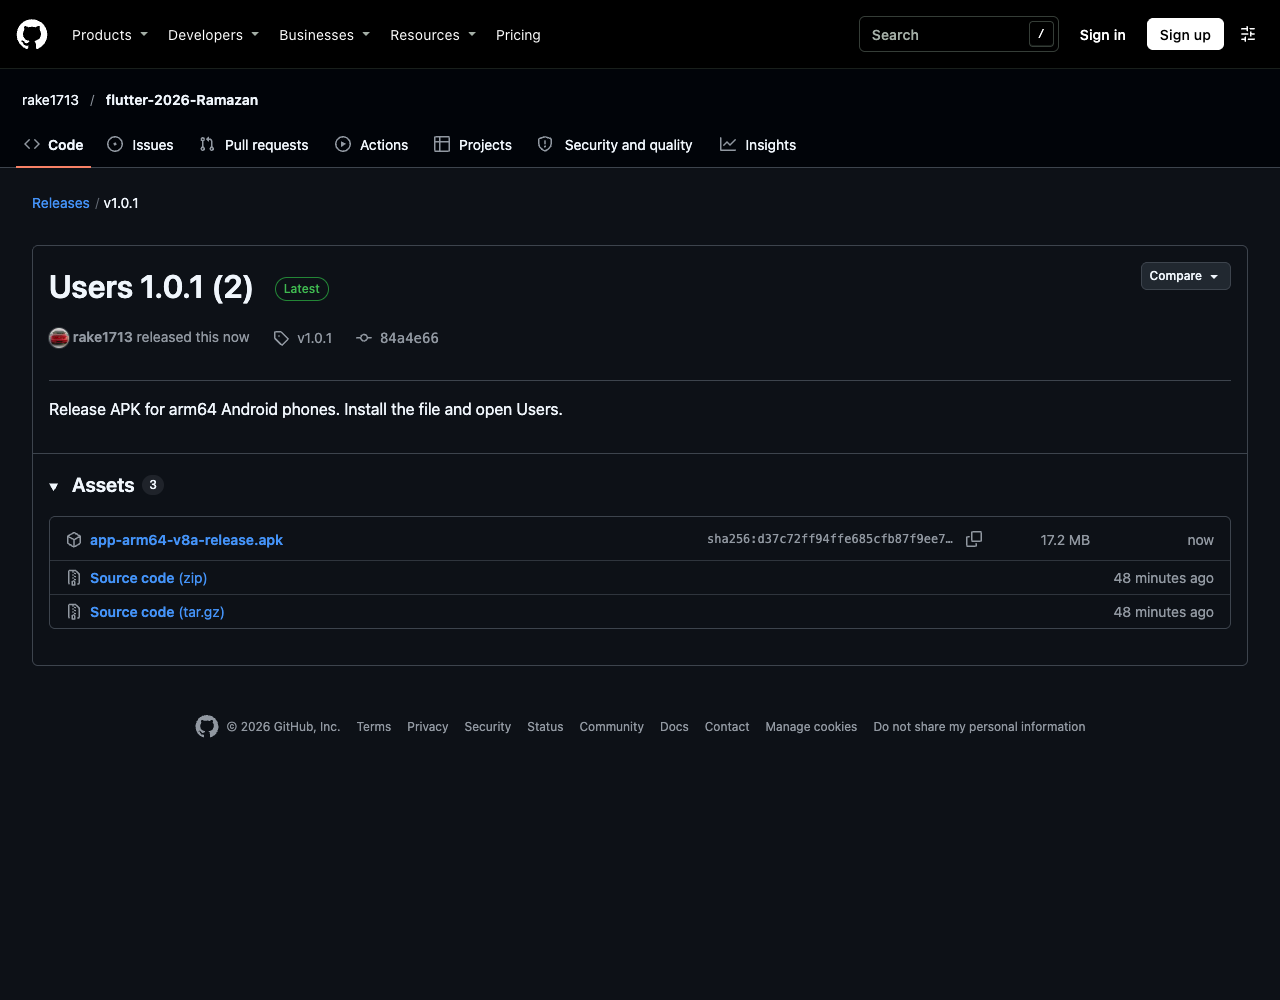 Products Developers Businesses Resources Pricing Search / Sign in Sign up
rake1713 / flutter-2026-Ramazan
Code Issues Pull requests Actions Projects Security and quality Insights
Releases / v1.0.1
Users 1.0.1 (2) Latest Compare
rake1713 released this now v1.0.1 84a4e66
Release APK for arm64 Android phones. Install the file and open Users.
Assets 3
app-arm64-v8a-release.apk sha256:d37c72ff94ffe685cfb87f9ee7… 17.2 MB now
Source code (zip) 48 minutes ago
Source code (tar.gz) 48 minutes ago
© 2026 GitHub, Inc. Terms Privacy Security Status Community Docs Contact Manage cookies Do not share my personal information